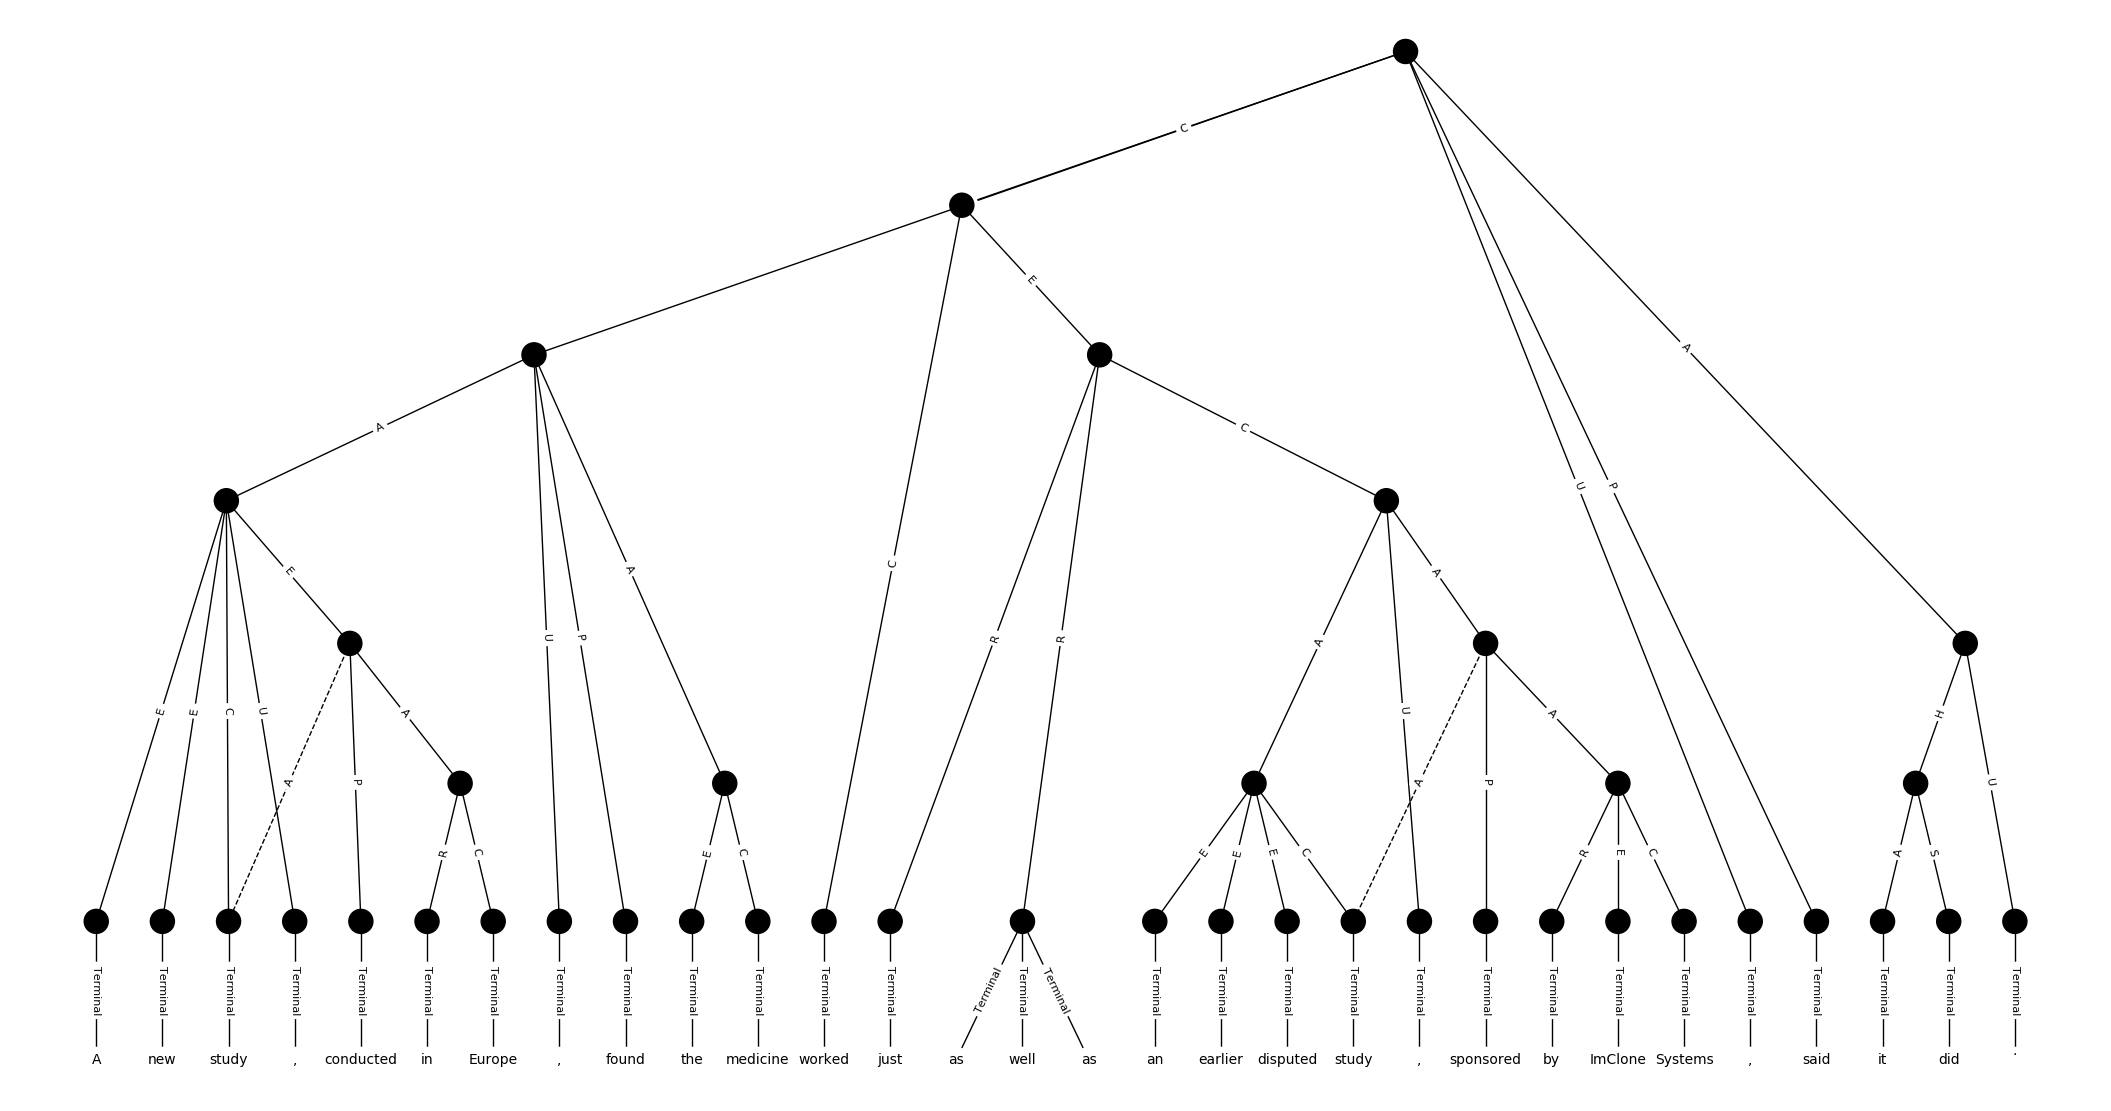 C
E
A
A
C
U P
C
A
E
E
A
U P
R
R
A
E E C U
U
A
A
H
A
P
A
P
U
R C
E C
E E E C
R E C
A S
Terminal Terminal Terminal Terminal Terminal Terminal Terminal Terminal Terminal Terminal Terminal Terminal Terminal Terminal Terminal Terminal Terminal Terminal Terminal Terminal Terminal Terminal Terminal Terminal Terminal Terminal Terminal Terminal Terminal Terminal
A new study , conducted in Europe , found the medicine worked just as well as an earlier disputed study , sponsored by ImClone Systems , said it did .